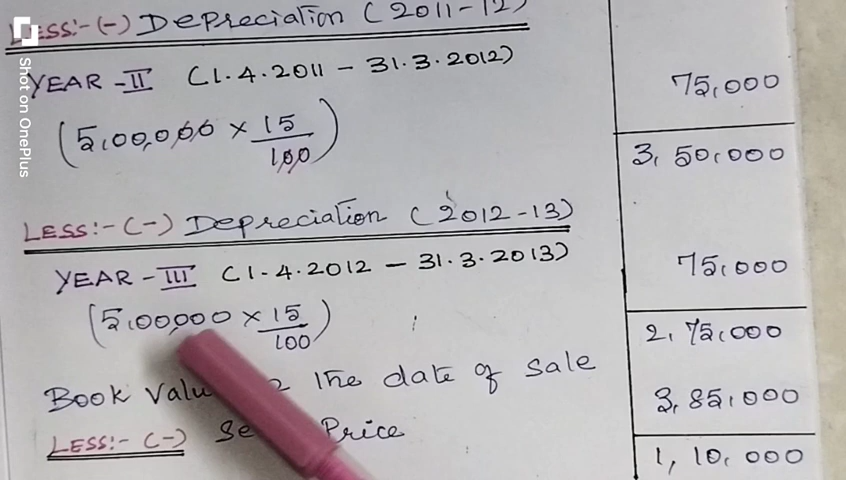 LESS:- (-) Depreciation (2011-12)
YEAR - II (1.4.2011 - 31.3.2012)
75,000
(5,00,000 × 15/100)
3,50,000
LESS:- (-) Depreciation (2012-13)
YEAR - III (1.4.2012 - 31.3.2013)
75,000
(5,00,000 × 15/100)
2,75,000
Book the date of sale
3,85,000
LESS:- (-) Price
1,10,000
Shot on OnePlus